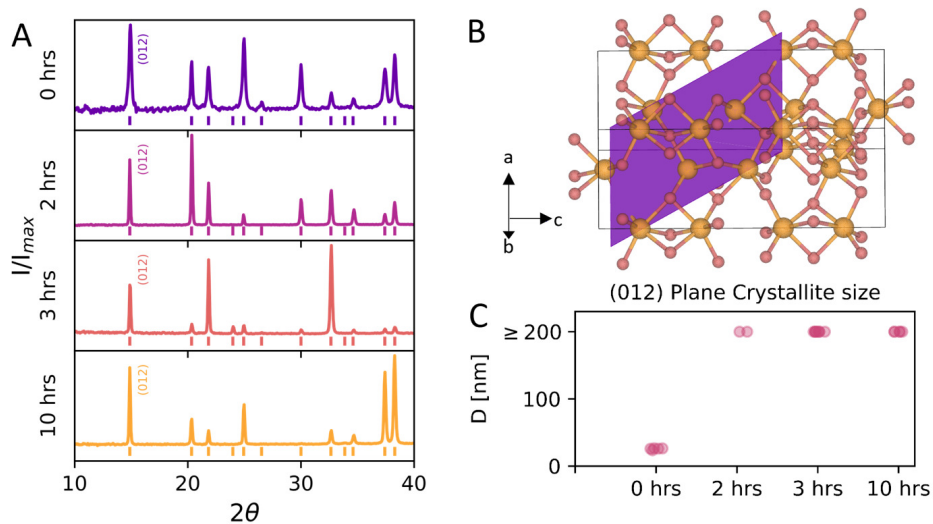 A
0 hrs
(012)
2 hrs
(012)
3 hrs
(012)
10 hrs
(012)
I/Imax
10 20 30 40
2θ
B
a
c
b
(012) Plane Crystallite size
C
≥ 200
100
0
D [nm]
0 hrs 2 hrs 3 hrs 10 hrs